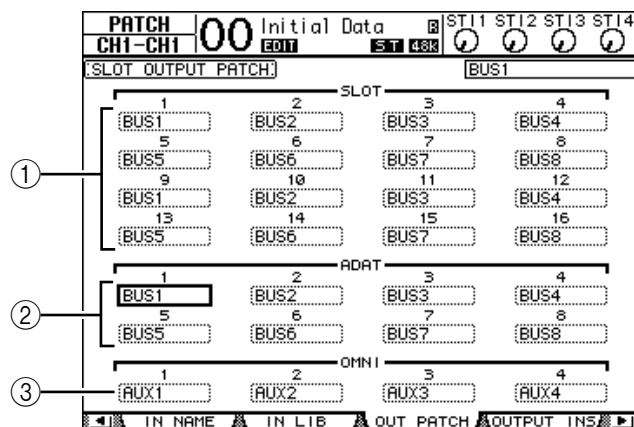 PATCH
CH1-CH1
00 Initial Data R
EDIT ST 48K
STI1 STI2 STI3 STI4
SLOT OUTPUT PATCH:
BUS1
SLOT
1 2 3 4
BUS1 BUS2 BUS3 BUS4
5 6 7 8
BUS5 BUS6 BUS7 BUS8
9 10 11 12
BUS1 BUS2 BUS3 BUS4
13 14 15 16
BUS5 BUS6 BUS7 BUS8
①
ADAT
1 2 3 4
BUS1 BUS2 BUS3 BUS4
5 6 7 8
BUS5 BUS6 BUS7 BUS8
②
OMNI
1 2 3 4
③ AUX1 AUX2 AUX3 AUX4
IN NAME IN LIB OUT PATCH OUTPUT INS